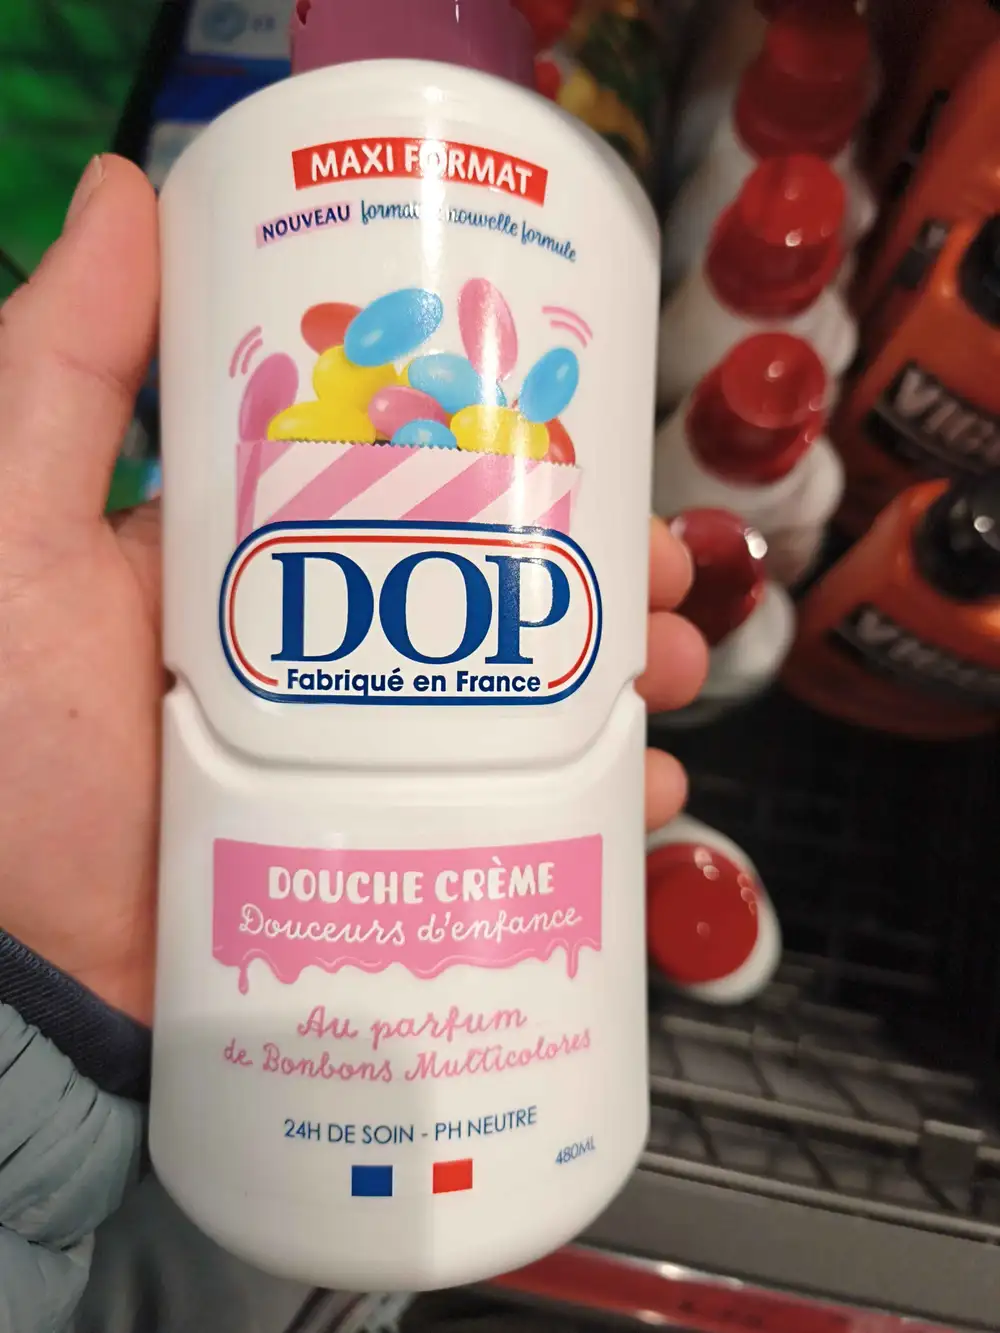 MAXI FORMAT
NOUVEAU format nouvelle formule
DOP
Fabriqué en France
DOUCHE CRÈME
Douceurs d'enfance
Au parfum
de Bonbons Multicolores
24H DE SOIN - PH NEUTRE
480ML